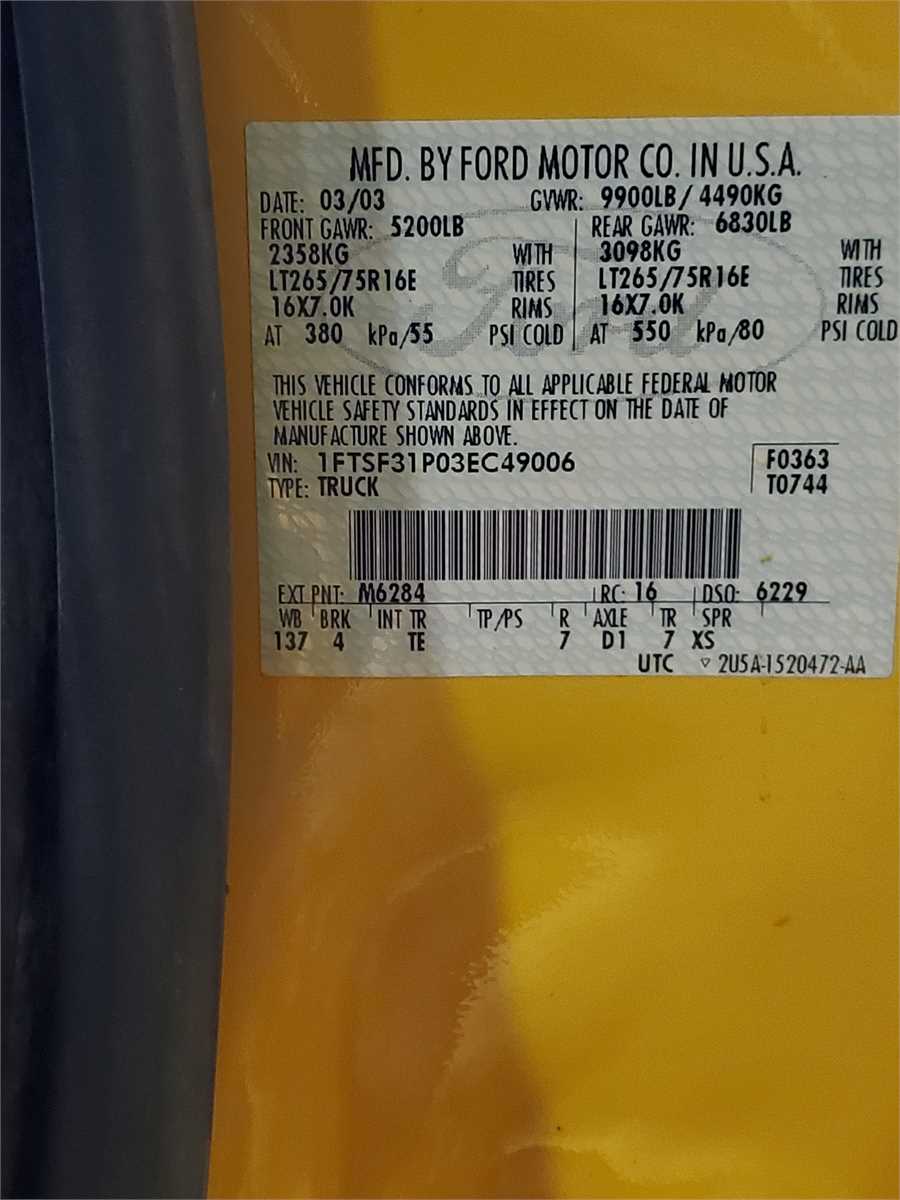 MFD. BY FORD MOTOR CO. IN U.S.A.
DATE: 03/03 GVWR: 9900LB/ 4490KG
FRONT GAWR: 5200LB REAR GAWR: 6830LB
2358KG WITH 3098KG WITH
LT265/75R16E TIRES LT265/75R16E TIRES
16X7.0K RIMS 16X7.0K RIMS
AT 380 kPa/55 PSI COLD AT 550 kPa/80 PSI COLD
THIS VEHICLE CONFORMS TO ALL APPLICABLE FEDERAL MOTOR
VEHICLE SAFETY STANDARDS IN EFFECT ON THE DATE OF
MANUFACTURE SHOWN ABOVE.
VIN: 1FTSF31P03EC49006 F0363
TYPE: TRUCK T0744
EXT PNT: M6284 RC: 16 DSO: 6229
WB BRK INT TR TP/PS R AXLE TR SPR
137 4 TE 7 D1 7 XS
UTC ▽ 2U5A-1520472-AA
Ford